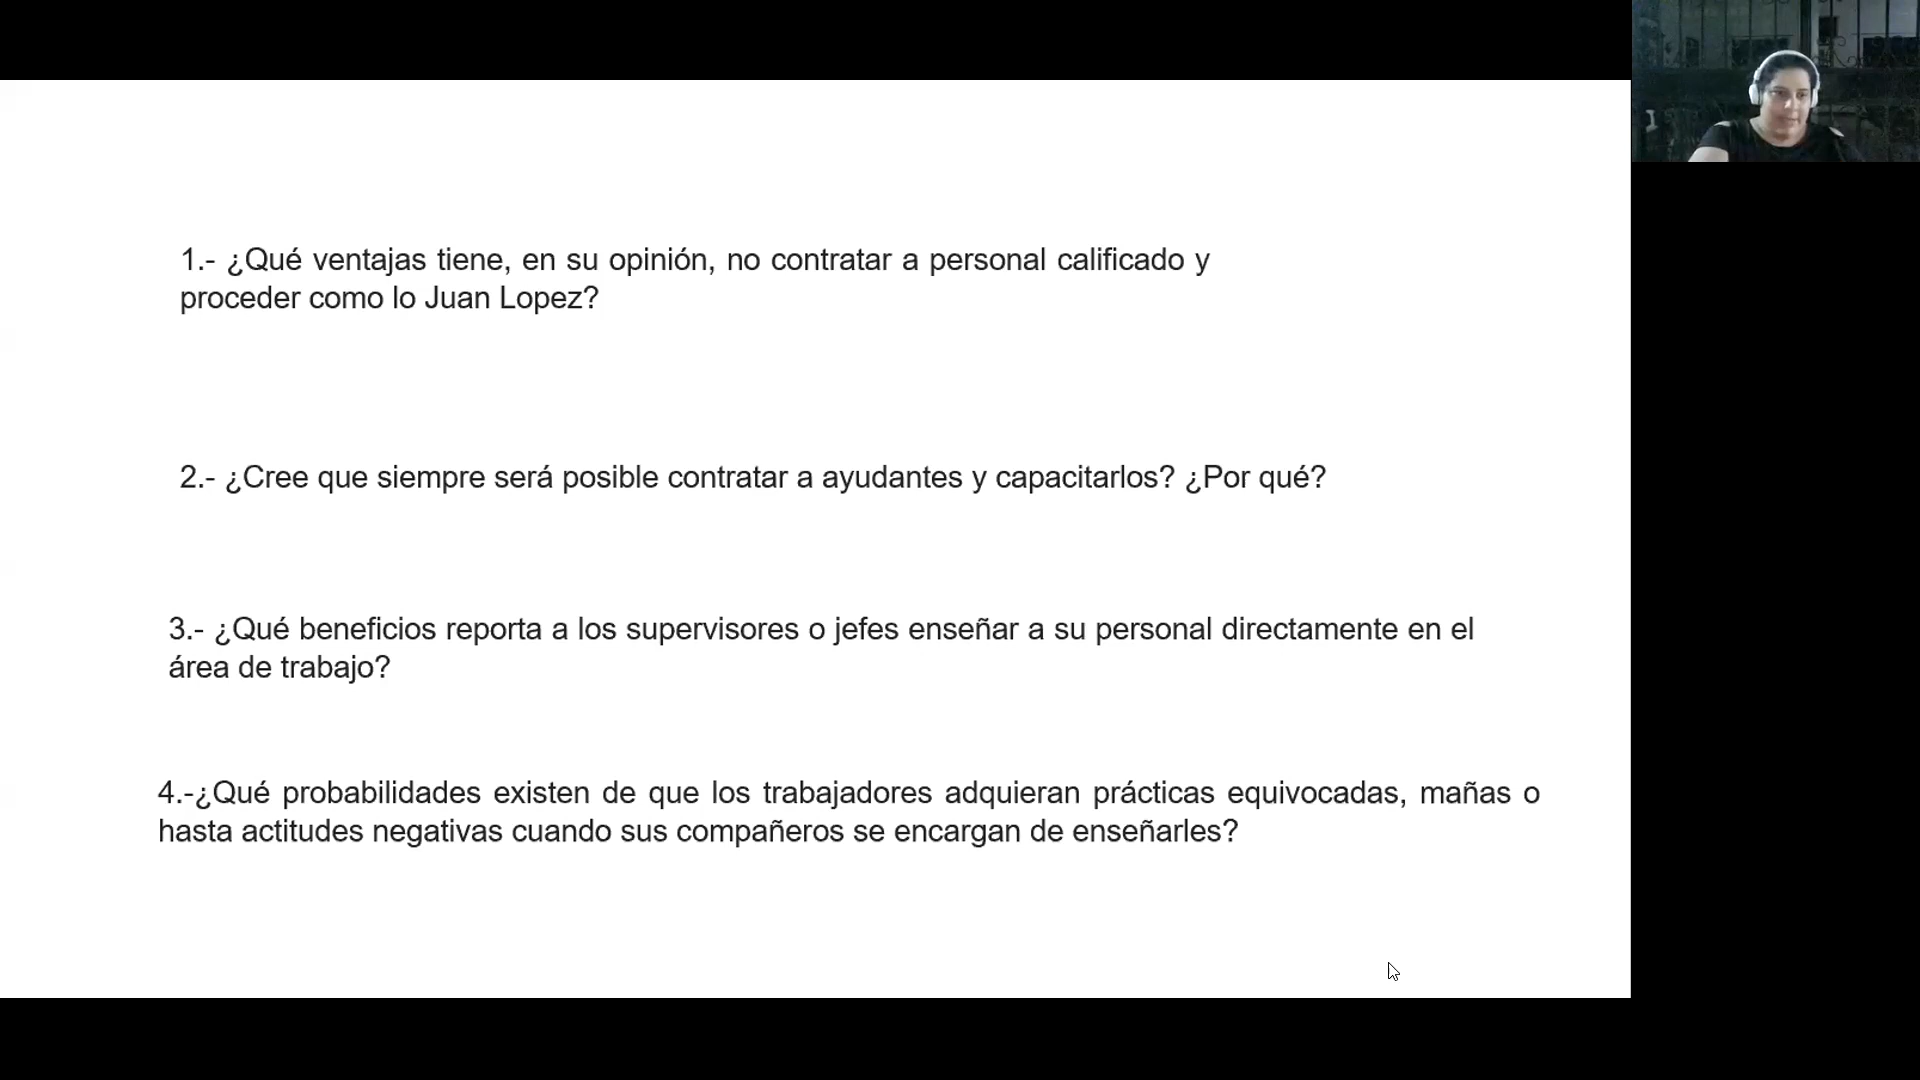 1.- ¿Qué ventajas tiene, en su opinión, no contratar a personal calificado y
proceder como lo Juan Lopez?
2.- ¿Cree que siempre será posible contratar a ayudantes y capacitarlos? ¿Por qué?
3.- ¿Qué beneficios reporta a los supervisores o jefes enseñar a su personal directamente en el
área de trabajo?
4.-¿Qué probabilidades existen de que los trabajadores adquieran prácticas equivocadas, mañas o
hasta actitudes negativas cuando sus compañeros se encargan de enseñarles?